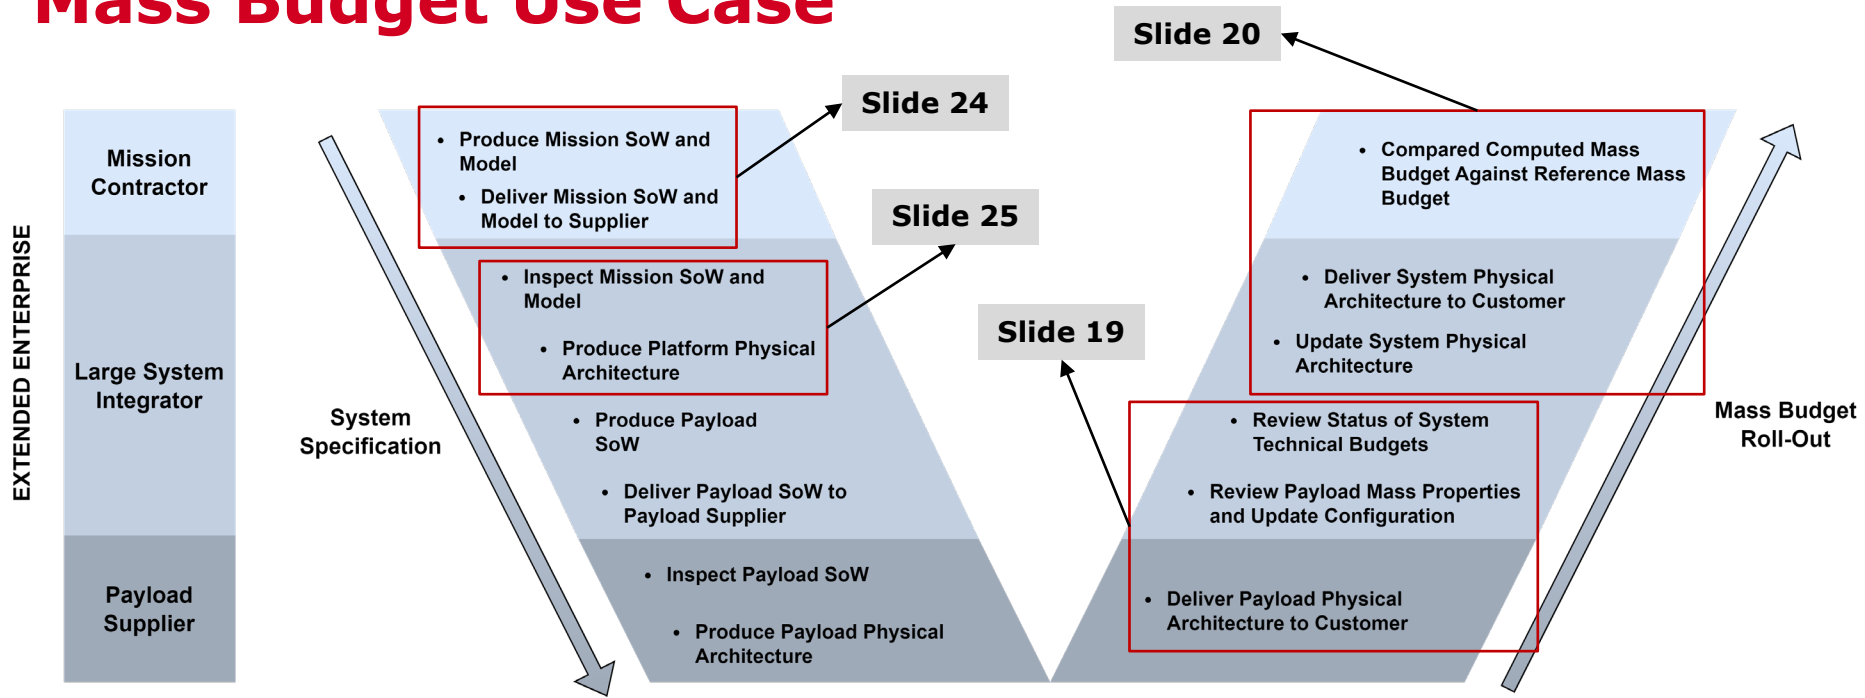 Mass Budget Use Case
Slide 20
Slide 24
Slide 25
Slide 19
EXTENDED ENTERPRISE
Mission
Contractor
Large System
Integrator
Payload
Supplier
System
Specification
• Produce Mission SoW and
Model
• Deliver Mission SoW and
Model to Supplier
• Inspect Mission SoW and
Model
• Produce Platform Physical
Architecture
• Produce Payload
SoW
• Deliver Payload SoW to
Payload Supplier
• Inspect Payload SoW
• Produce Payload Physical
Architecture
• Compared Computed Mass
Budget Against Reference Mass
Budget
• Deliver System Physical
Architecture to Customer
• Update System Physical
Architecture
• Review Status of System
Technical Budgets
• Review Payload Mass Properties
and Update Configuration
• Deliver Payload Physical
Architecture to Customer
Mass Budget
Roll-Out